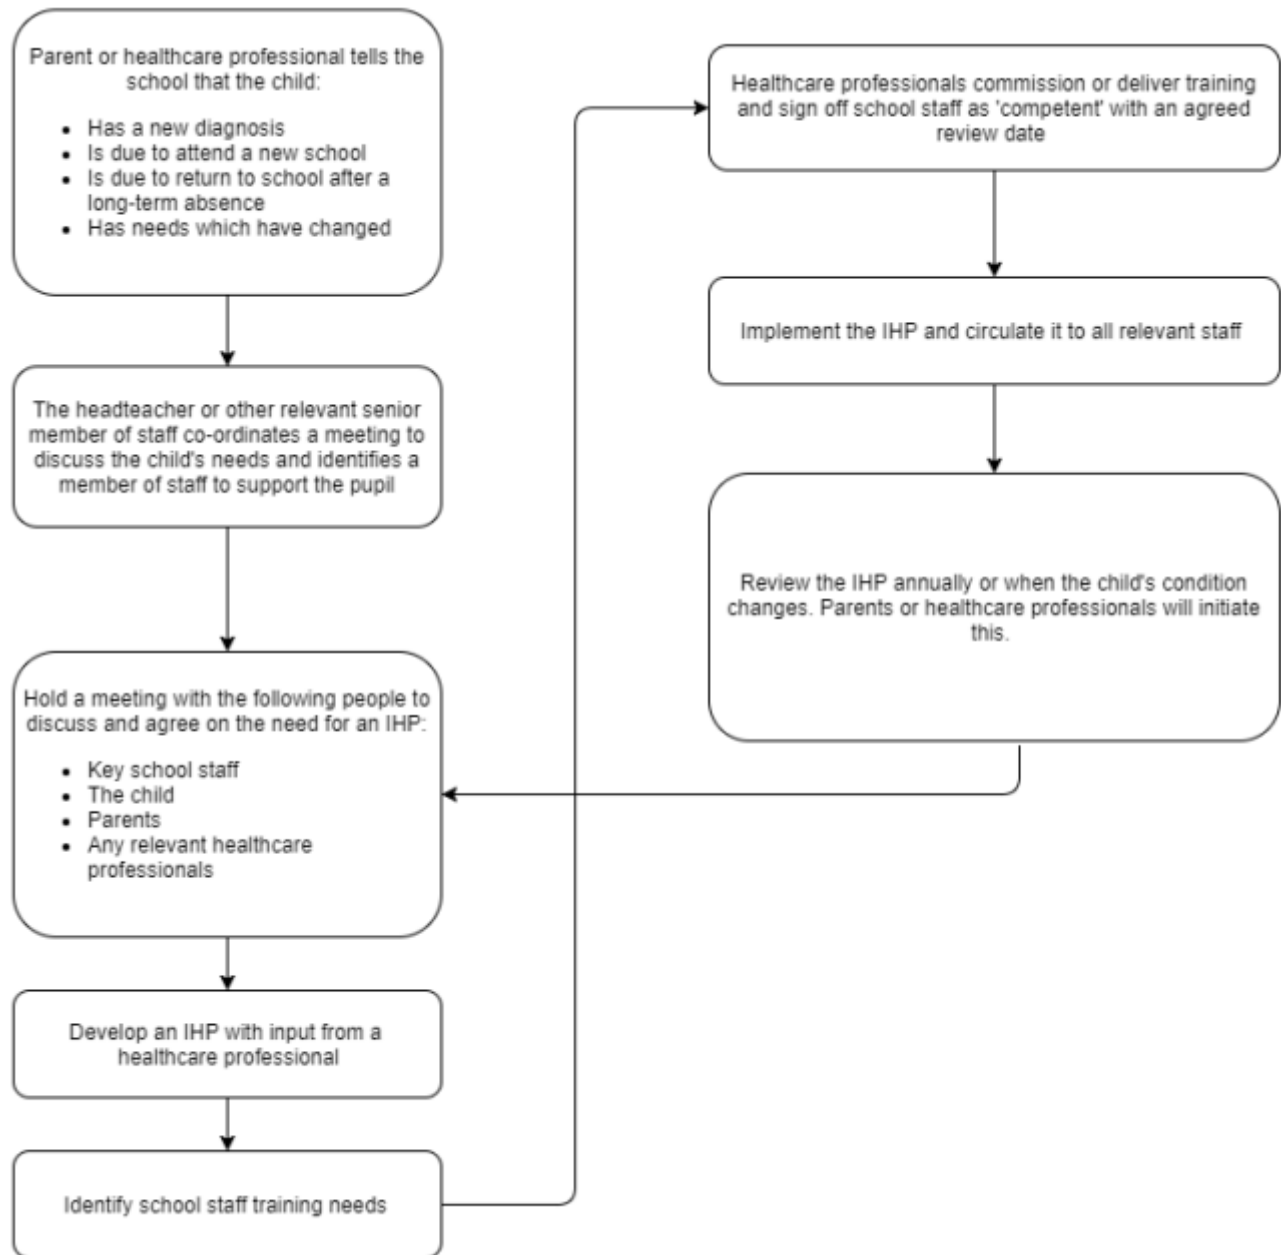 Parent or healthcare professional tells the
school that the child:
• Has a new diagnosis
• Is due to attend a new school
• Is due to return to school after a
long-term absence
• Has needs which have changed
The headteacher or other relevant senior
member of staff co-ordinates a meeting to
discuss the child's needs and identifies a
member of staff to support the pupil
Hold a meeting with the following people to
discuss and agree on the need for an IHP:
• Key school staff
• The child
• Parents
• Any relevant healthcare
professionals
Develop an IHP with input from a
healthcare professional
Identify school staff training needs
Healthcare professionals commission or deliver training
and sign off school staff as 'competent' with an agreed
review date
Implement the IHP and circulate it to all relevant staff
Review the IHP annually or when the child's condition
changes. Parents or healthcare professionals will initiate
this.